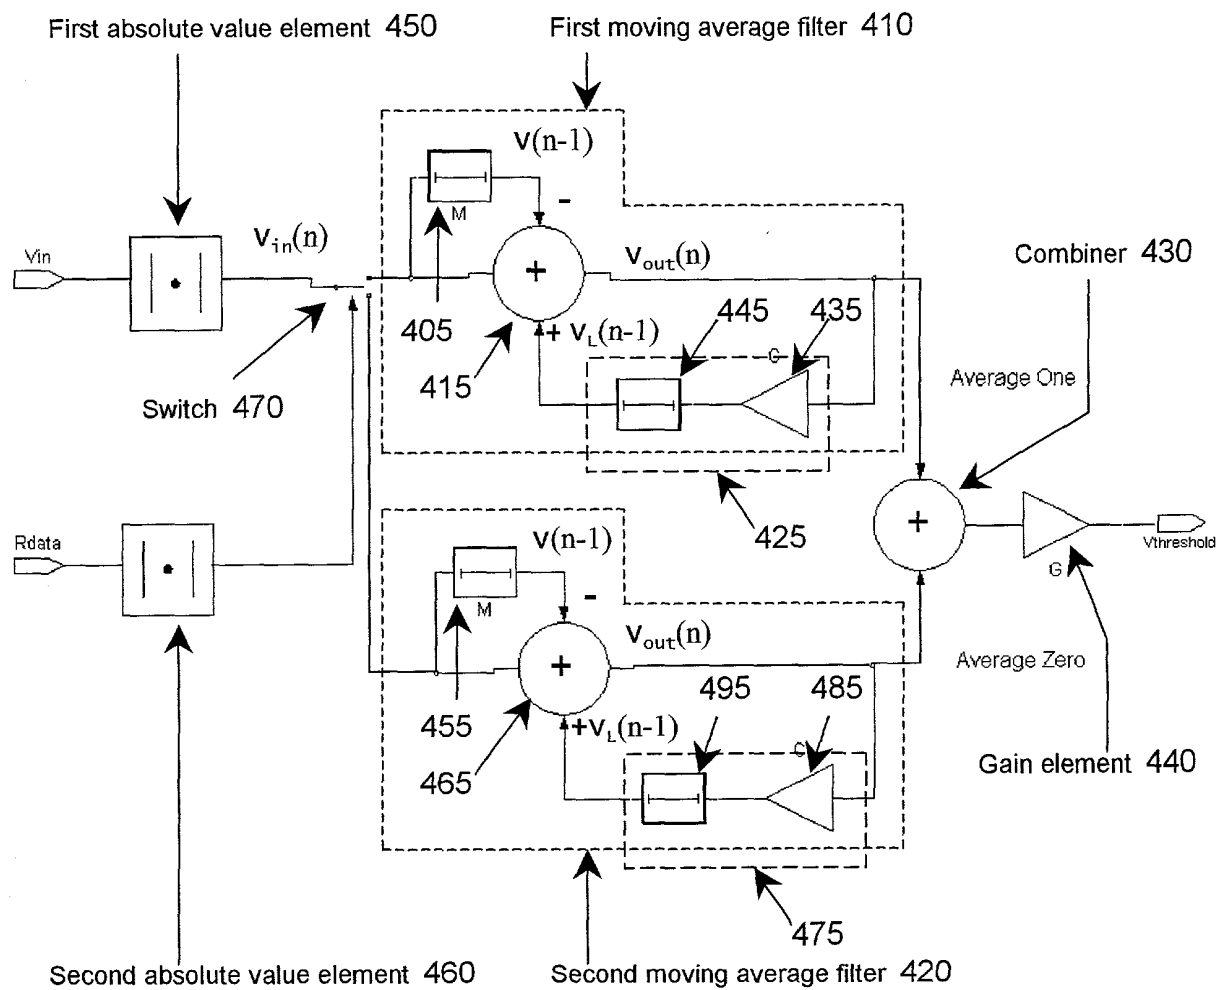 First absolute value element 450
First moving average filter 410
v(n-1)
M
-
Vin
vin(n)
+
vout(n)
Combiner 430
405
415
+ vL(n-1)
445
435
G
Switch 470
Average One
425
Rdata
v(n-1)
M
-
+
Vthreshold
G
+
vout(n)
Average Zero
455
465
+vL(n-1)
495
485
G
Gain element 440
475
Second absolute value element 460
Second moving average filter 420